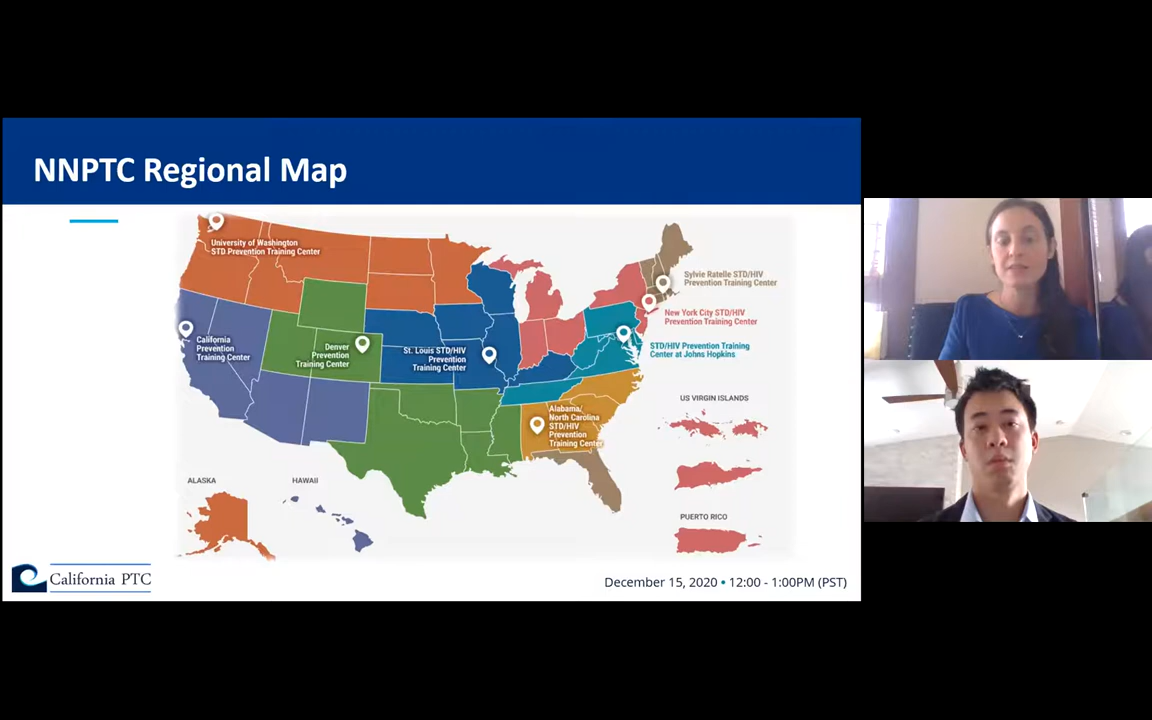 NNPTC Regional Map
University of Washington
STD Prevention Training Center
Sylvie Ratelle STD/HIV
Prevention Training Center
New York City STD/HIV
Prevention Training Center
California
Prevention
Training Center
Denver
Prevention
Training Center
St. Louis STD/HIV
Prevention
Training Center
STD/HIV Prevention Training
Center at Johns Hopkins
Alabama/
North Carolina
STD/HIV
Prevention
Training Center
US VIRGIN ISLANDS
ALASKA
HAWAII
PUERTO RICO
California PTC
December 15, 2020 • 12:00 - 1:00PM (PST)